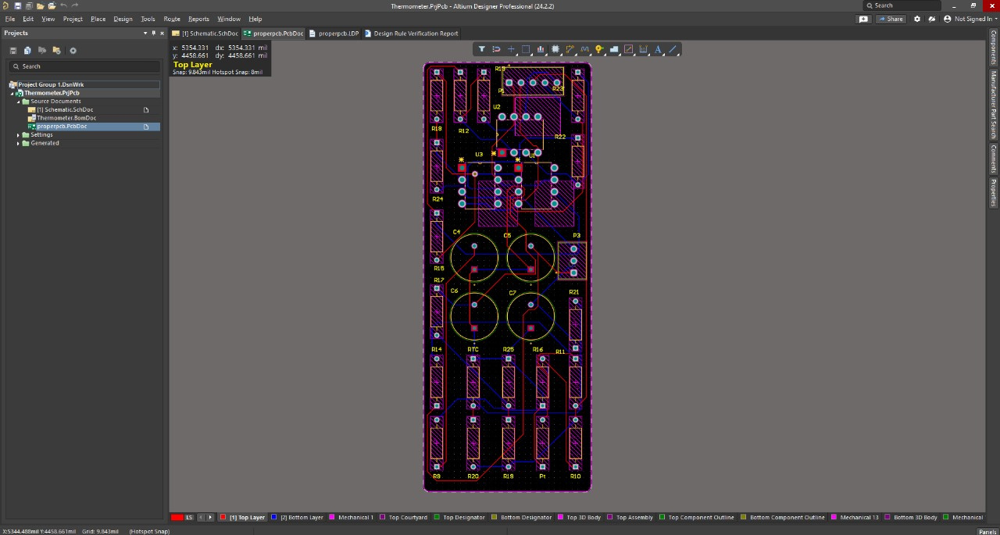 Thermometer.PrjPcb - Altium Designer Professional (24.2.2)
Search
File Edit View Project Place Design Tools Route Reports Window Help
Share
Not Signed In
Projects
[1] Schematic.SchDoc
properpcb.PcbDoc
properpcb.LDP
Design Rule Verification Report
Search
Project Group 1.DsnWrk
Thermometer.PrjPcb
Source Documents
[1] Schematic.SchDoc
Thermometer.BomDoc
properpcb.PcbDoc
Settings
Generated
x: 5354.331 dx: 5354.331 mil
y: 4458.661 dy: 4458.661 mil
Top Layer
Snap: 9.843mil Hotspot Snap: 8mil
R23
U2
R18
R12
R22
U3
R24
C4
C5
P3
R15
R17
C6
C7
R21
R14
RTC
R25
R16
R11
R9
R20
R19
Pt
R10
Components
Manufacturer Part Search
Comments
Properties
LS
[1] Top Layer
[2] Bottom Layer
Mechanical 1
Top Courtyard
Top Designator
Bottom Designator
Top 3D Body
Top Assembly
Top Component Outline
Bottom Component Outline
Mechanical 13
Bottom 3D Body
Mechanical
X:5344.488mil Y:4458.661mil Grid: 9.843mil (Hotspot Snap)
Panels